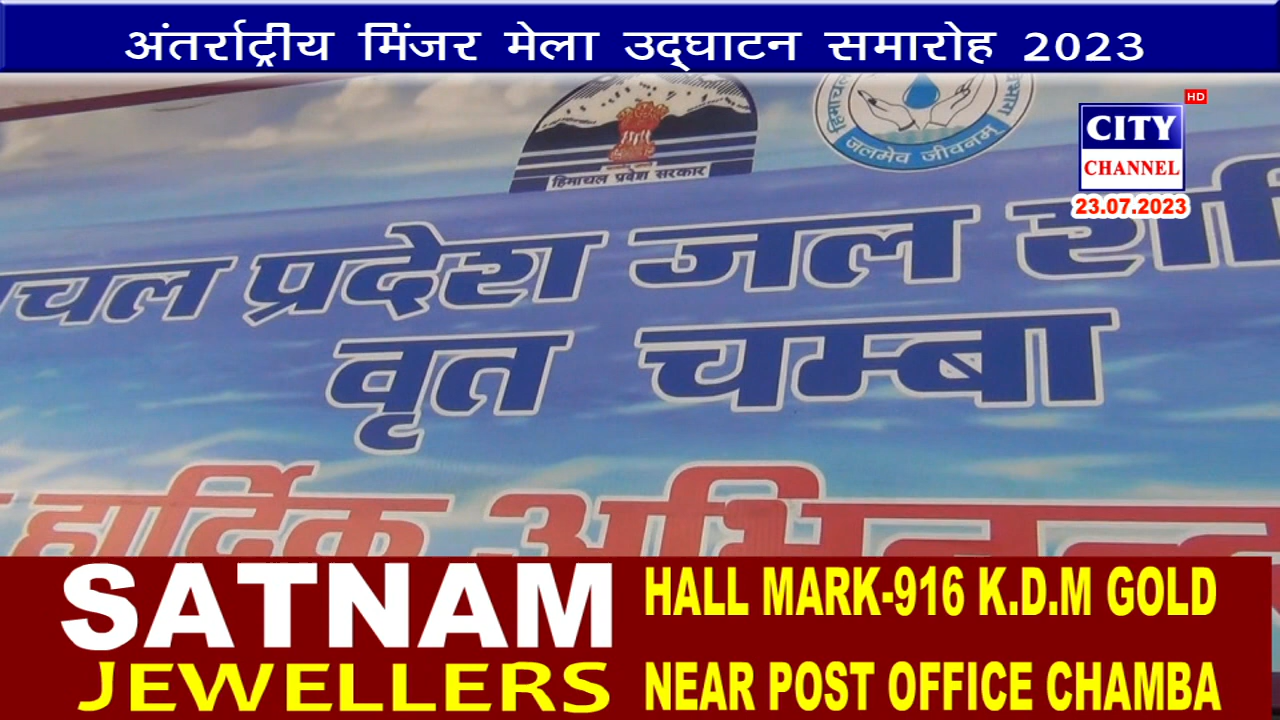 अंतर्राट्रीय मिंजर मेला उद्घाटन समारोह 2023
HD
CITY
CHANNEL
23.07.2023
हिमाचल प्रदेश सरकार
जलमेव जीवनम्
चल प्रदेश जल श
वृत चम्बा
हार्दिक अभिनन्द
SATNAM
JEWELLERS
HALL MARK-916 K.D.M GOLD
NEAR POST OFFICE CHAMBA